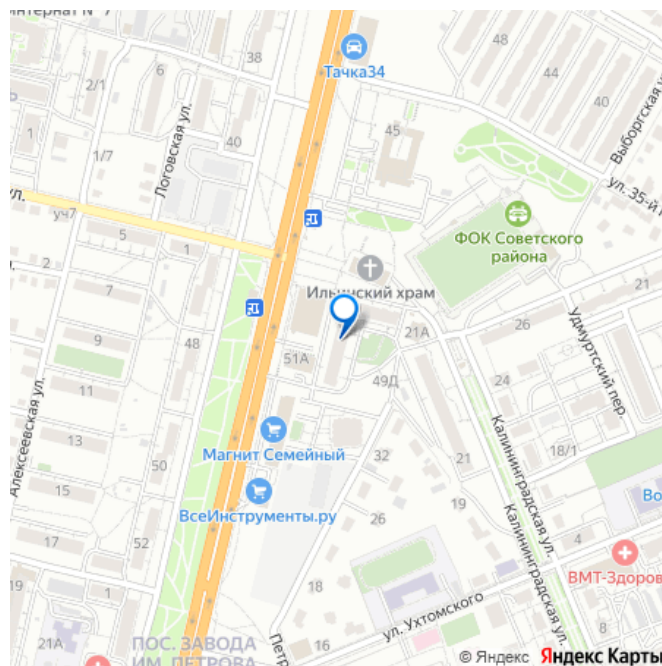 интернат N° 7
38
2/1
6
Тачка34
48
44
40
Выборгская у
1
Логовская ул.
40
45
1/7
ул. 35-й
ул.
уч7
5
1
ФОК Советского
района
Ильинский храм
2
7
21
9
21А
26
Удмуртский пер.
51А
Алексеевская ул.
11
49Д
24
13
50
Магнит Семейный
32
21
Калининградская ул.
18/1
15
ВсеИнструменты.ру
26
19
Во
52
Калининградская ул.
4
19
1
18
ВМТ-Здоров
21А
16
ул. Ухтомского
8
ПОС. ЗАВОДА
ИМ. ПЕТРОВА
Петр
© Яндекс Яндекс Карты